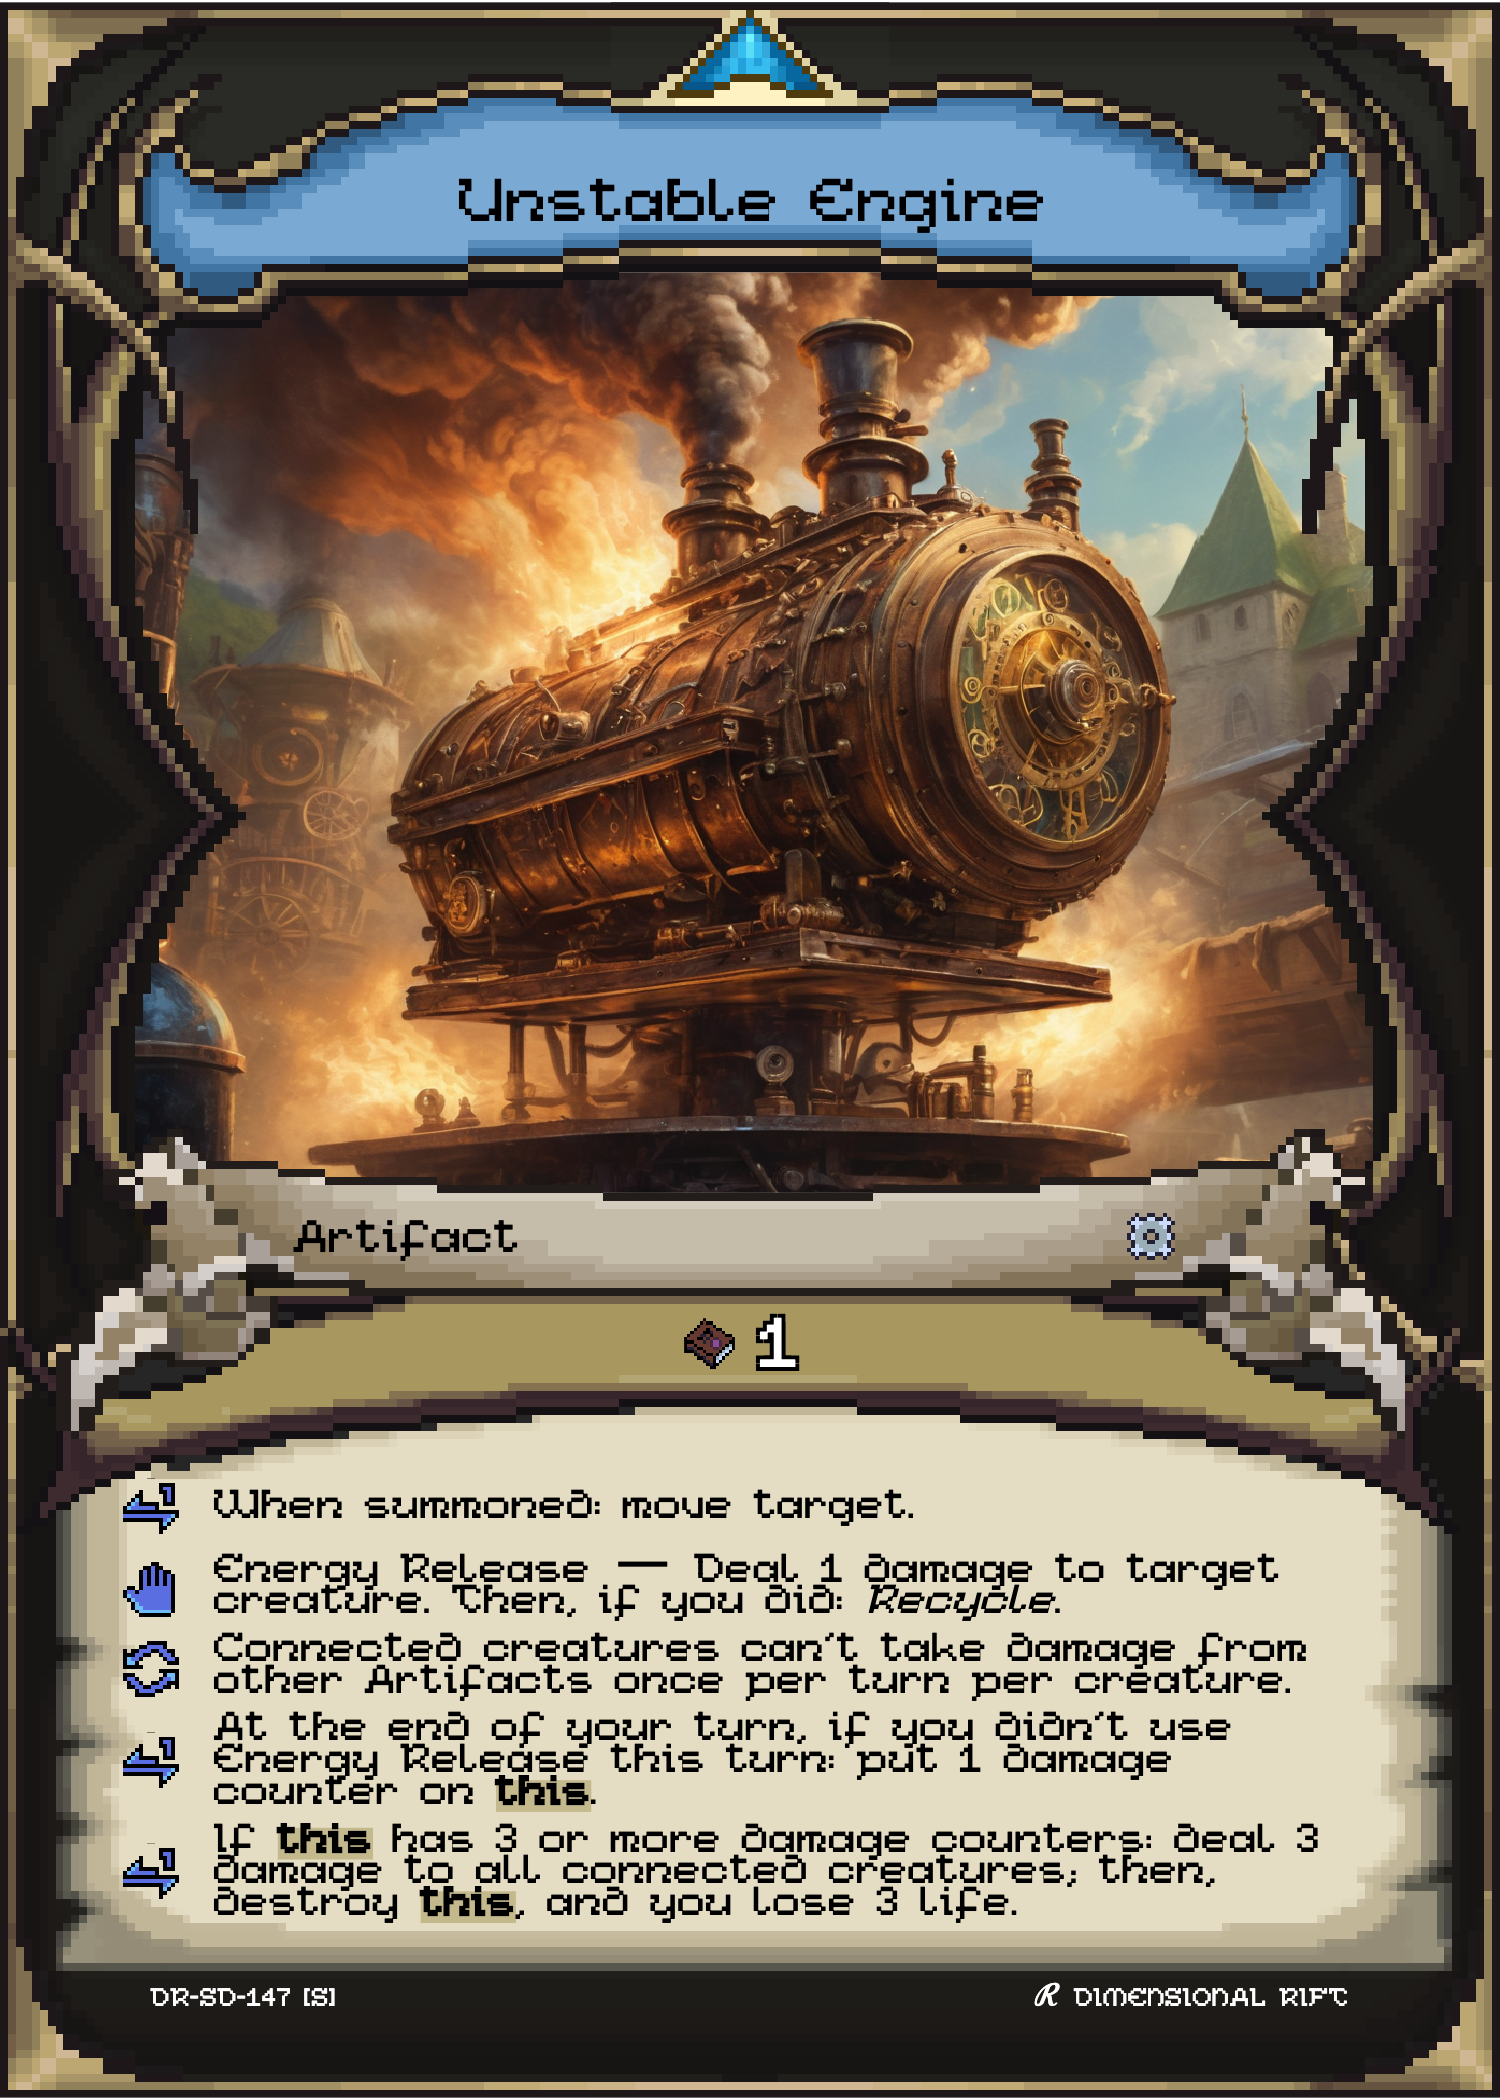 Unstable Engine
Artifact
1
When summoned: move target.
Energy Release — Deal 1 damage to target
creature. Then, if you did: Recycle.
Connected creatures can't take damage from
other Artifacts once per turn per creature.
At the end of your turn, if you didn't use
Energy Release this turn: put 1 damage
counter on this.
If this has 3 or more damage counters: deal 3
damage to all connected creatures; then,
destroy this, and you lose 3 life.
DR-SD-147 [S]
R DIMENSIONAL RIFT